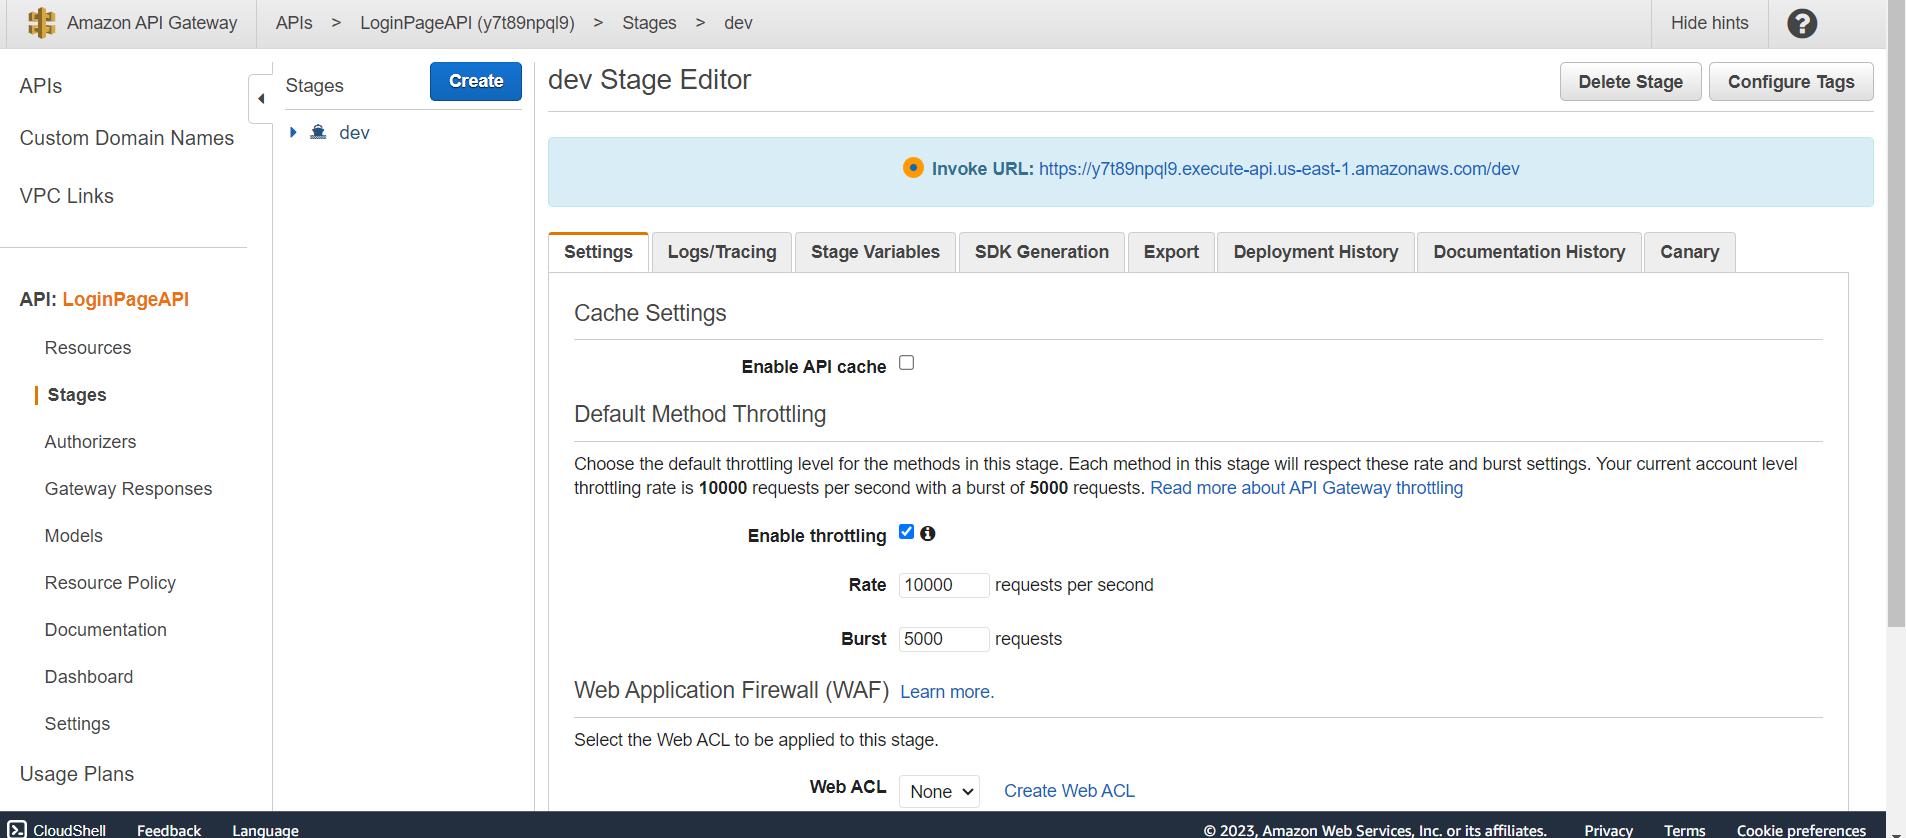 Amazon API Gateway APIs > LoginPageAPI (y7t89npql9) > Stages > dev Hide hints ?
APIs
Custom Domain Names
VPC Links
API: LoginPageAPI
Resources
Stages
Authorizers
Gateway Responses
Models
Resource Policy
Documentation
Dashboard
Settings
Usage Plans
Stages Create
dev
dev Stage Editor Delete Stage Configure Tags
Invoke URL: https://y7t89npql9.execute-api.us-east-1.amazonaws.com/dev
Settings Logs/Tracing Stage Variables SDK Generation Export Deployment History Documentation History Canary
Cache Settings
Enable API cache
Default Method Throttling
Choose the default throttling level for the methods in this stage. Each method in this stage will respect these rate and burst settings. Your current account level
throttling rate is 10000 requests per second with a burst of 5000 requests. Read more about API Gateway throttling
Enable throttling
Rate 10000 requests per second
Burst 5000 requests
Web Application Firewall (WAF) Learn more.
Select the Web ACL to be applied to this stage.
Web ACL None Create Web ACL
CloudShell Feedback Language © 2023, Amazon Web Services, Inc. or its affiliates. Privacy Terms Cookie preferences